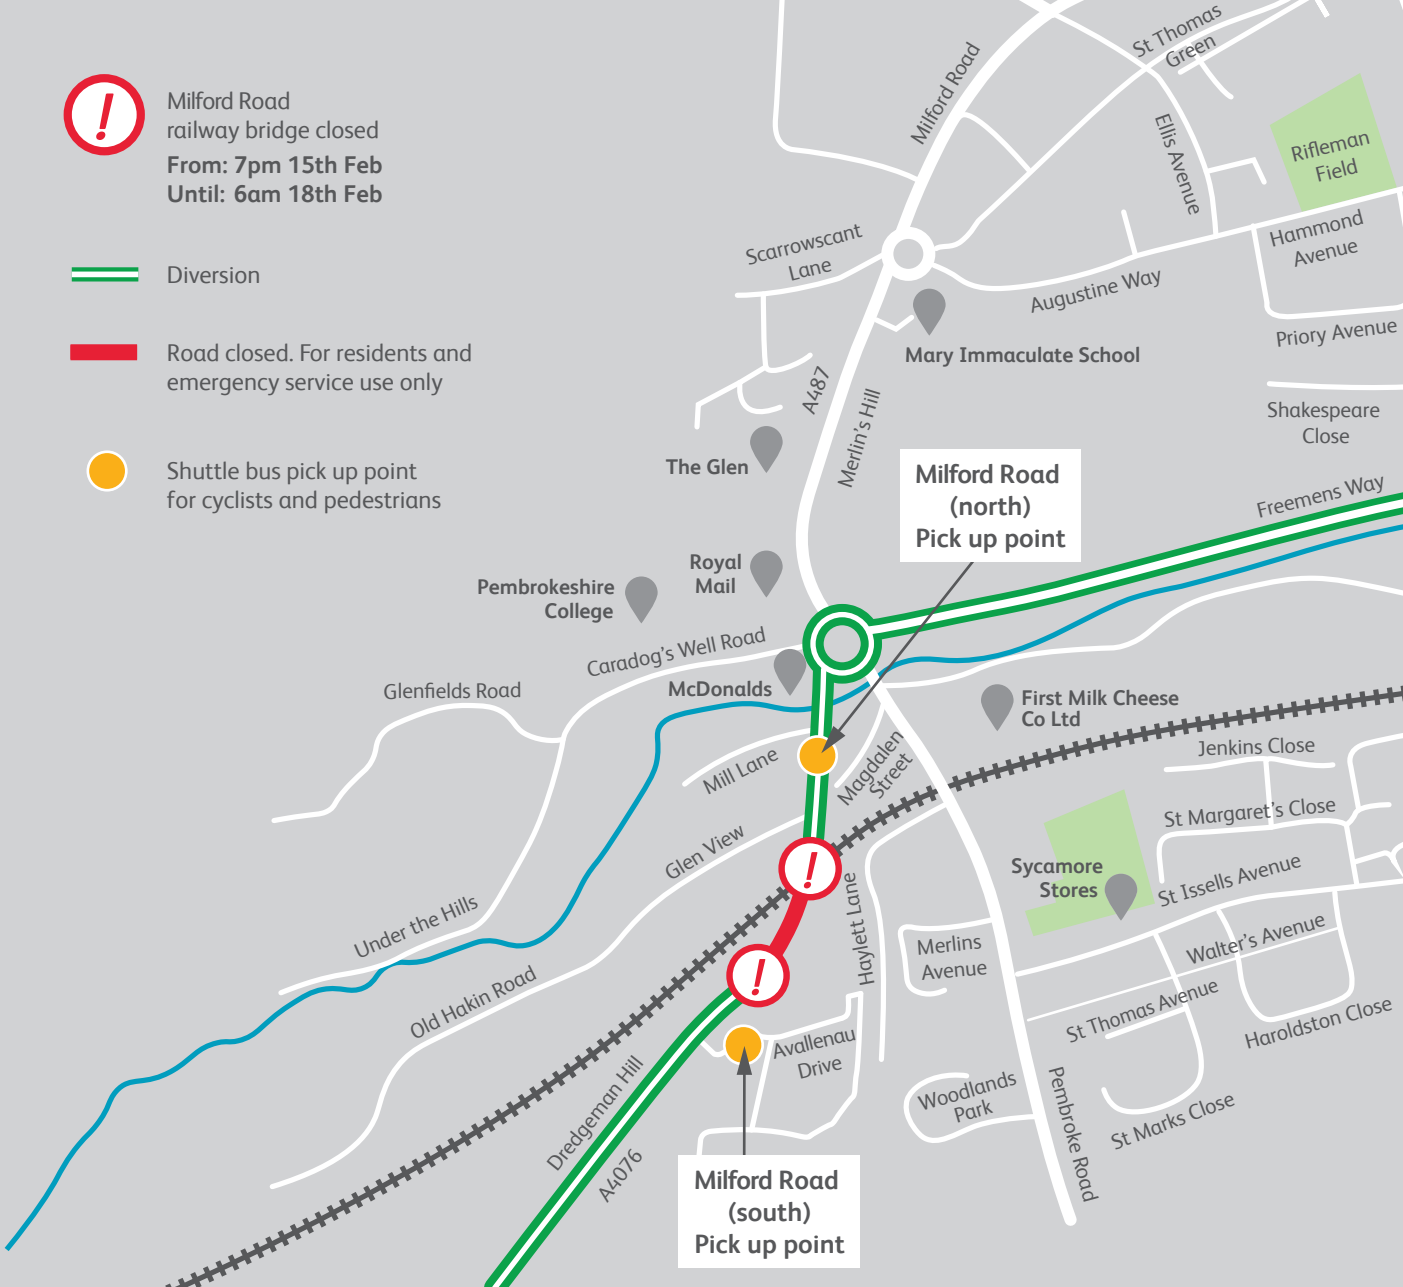 !
Milford Road
railway bridge closed
From: 7pm 15th Feb
Until: 6am 18th Feb
Diversion
Road closed. For residents and
emergency service use only
Shuttle bus pick up point
for cyclists and pedestrians
St Thomas
Green
Milford Road
Ellis Avenue
Rifleman
Field
Hammond
Avenue
Scarrowscant
Lane
Augustine Way
Priory Avenue
Mary Immaculate School
A487
Merlin's Hill
Shakespeare
Close
The Glen
Milford Road
(north)
Pick up point
Freemens Way
Royal
Mail
Pembrokeshire
College
Caradog's Well Road
McDonalds
Glenfields Road
First Milk Cheese
Co Ltd
Mill Lane
Magdalen
Street
Jenkins Close
St Margaret's Close
Glen View
!
Sycamore
Stores
St Issells Avenue
Haylett Lane
Under the Hills
Merlins
Avenue
Walter's Avenue
!
Old Hakin Road
St Thomas Avenue
Haroldston Close
Avallenau
Drive
Dredgeman Hill
A4076
Woodlands
Park
Pembroke Road
St Marks Close
Milford Road
(south)
Pick up point